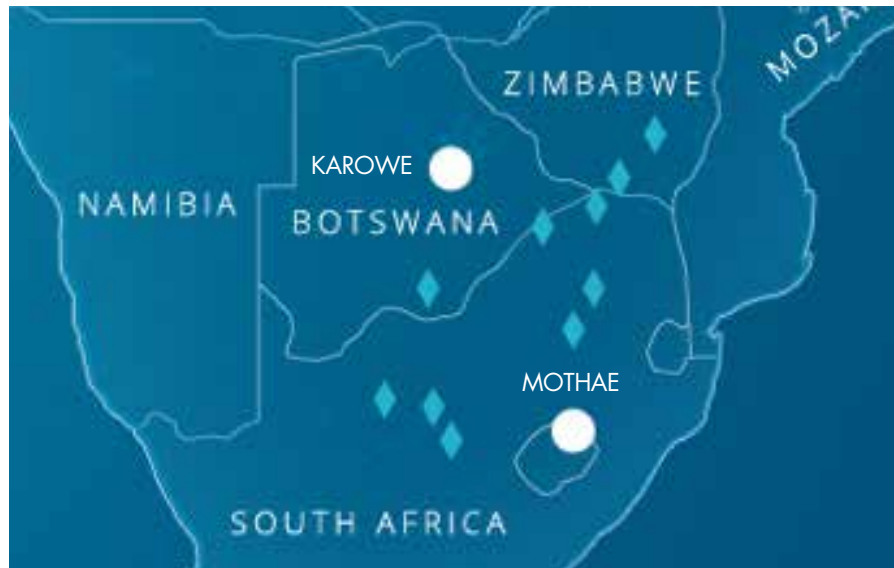 ZIMBABWE
KAROWE
NAMIBIA
BOTSWANA
MOTHAE
SOUTH AFRICA